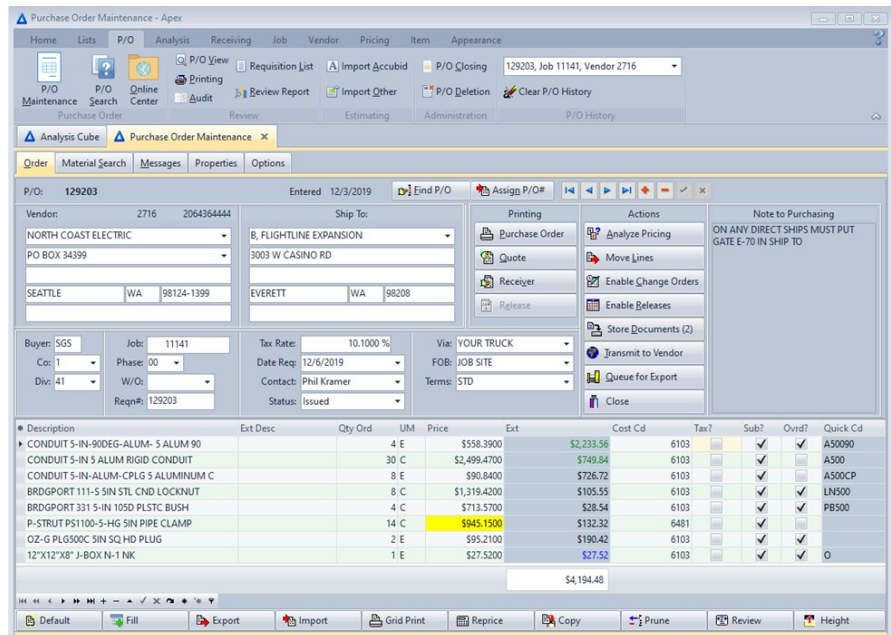 Purchase Order Maintenance - Apex
Home Lists P/O Analysis Receiving Job Vendor Pricing Item Appearance
P/O Maintenance P/O Search Online Center P/O View Printing Audit Requisition List Review Report Import Accubid Import Other P/O Closing P/O Deletion 129203, Job 11141, Vendor 2716 Clear P/O History
Purchase Order Review Estimating Administration P/O History
Analysis Cube Purchase Order Maintenance
Order Material Search Messages Properties Options
P/O: 129203 Entered 12/3/2019 Find P/O Assign P/O#
Vendor: 2716 2064364444 Ship To: Printing Actions Note to Purchasing
NORTH COAST ELECTRIC B, FLIGHTLINE EXPANSION Purchase Order Analyze Pricing ON ANY DIRECT SHIPS MUST PUT
GATE E-70 IN SHIP TO
PO BOX 34399 3003 W CASINO RD Quote Move Lines
Receiver Enable Change Orders
SEATTLE WA 98124-1399 EVERETT WA 98208 Release Enable Releases
Store Documents (2)
Buyer: SGS Job: 11141 Tax Rate: 10.1000 % Via: YOUR TRUCK Transmit to Vendor
Co: 1 Phase: 00 Date Req: 12/6/2019 FOB: JOB SITE
Div: 41 W/O: Contact: Phil Kramer Terms: STD Queue for Export
Reqn#: 129203 Status: Issued Close
Description Ext Desc Qty Ord UM Price Ext Cost Cd Tax? Sub? Ovrd? Quick Cd
CONDUIT 5-IN-90DEG-ALUM- 5 ALUM 90 4 E $558.3900 $2,233.56 6103 A50090
CONDUIT 5-IN 5 ALUM RIGID CONDUIT 30 C $2,499.4700 $749.84 6103 A500
CONDUIT 5-IN-ALUM-CPLG 5 ALUMINUM C 8 E $90.8400 $726.72 6103 A500CP
BRDGPORT 111-S 5IN STL CND LOCKNUT 8 C $1,319.4200 $105.55 6103 LN500
BRDGPORT 331 5-IN 105D PLSTC BUSH 4 C $713.5700 $28.54 6103 PB500
P-STRUT PS1100-5-HG 5IN PIPE CLAMP 14 C $945.1500 $132.32 6481
OZ-G PLG500C 5IN SQ HD PLUG 2 E $95.2100 $190.42 6103
12"X12"X8" J-BOX N-1 NK 1 E $27.5200 $27.52 6103 O
$4,194.48
Default Fill Export Import Grid Print Reprice Copy Prune Review Height